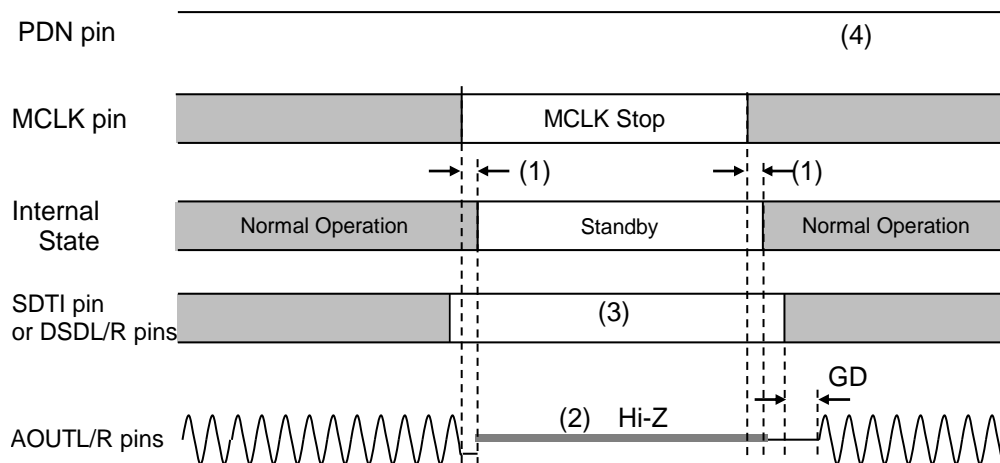 PDN pin
(4)
MCLK pin
MCLK Stop
(1)
(1)
Internal
State
Normal Operation
Standby
Normal Operation
SDTI pin
or DSDL/R pins
(3)
GD
AOUTL/R pins
(2) Hi-Z